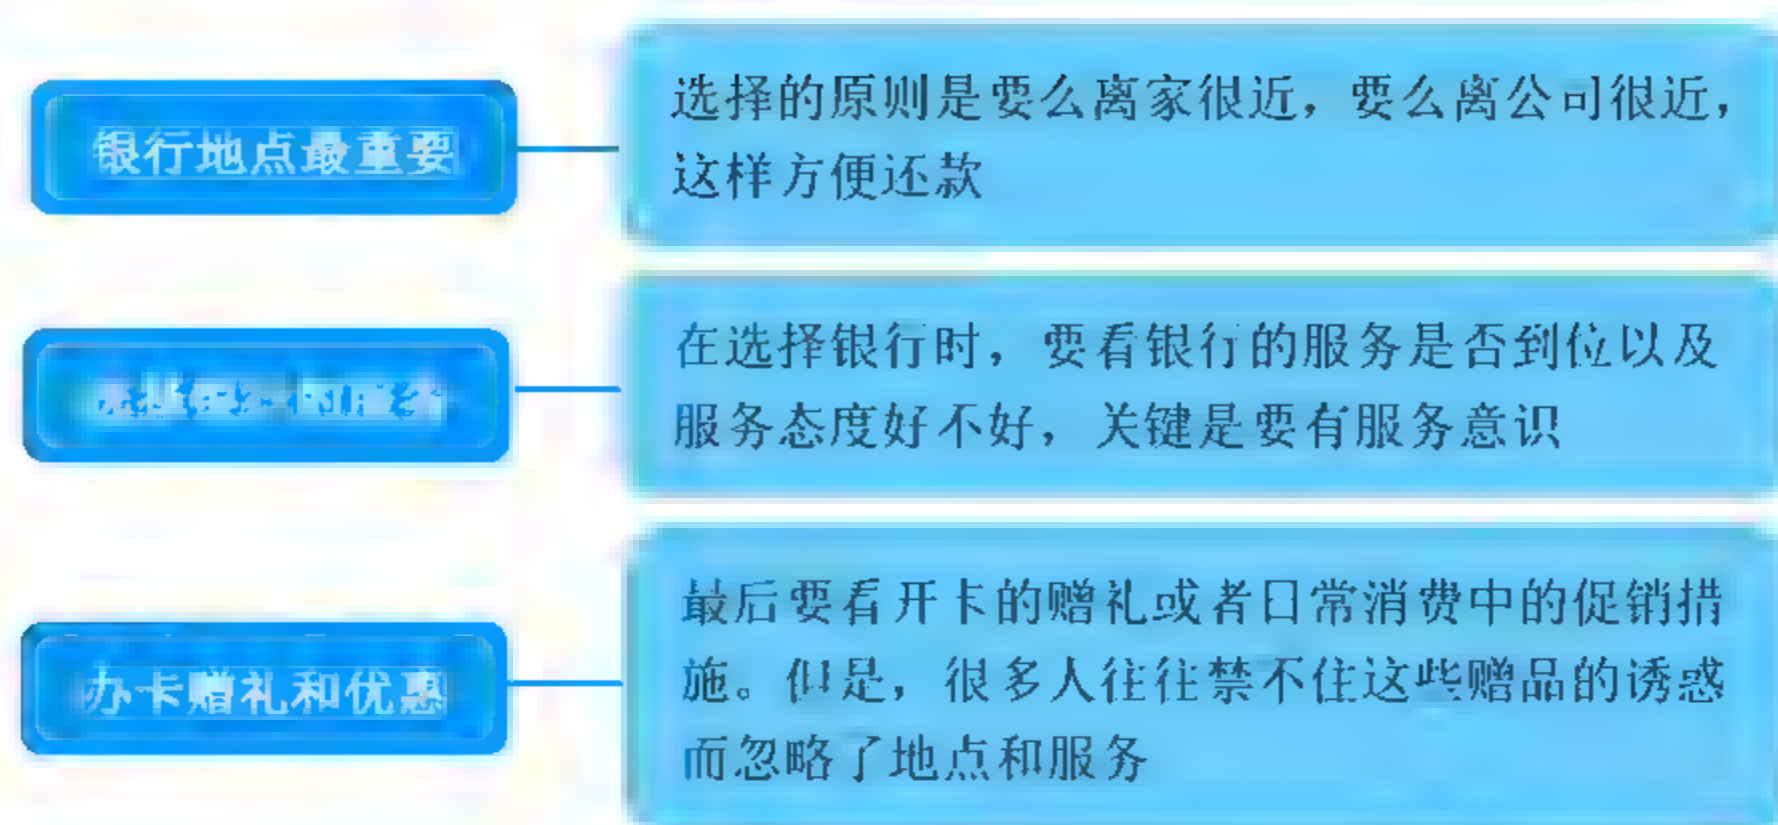 银行地点最重要
选择的原则是要么离家很近，要么离公司很近，
这样方便还款
在选择银行时，要看银行的服务是否到位以及
服务态度好不好，关键是要有服务意识
办卡赠礼和优惠
最后要看开卡的赠礼或者日常消费中的促销措
施。但是，很多人往往禁不住这些赠品的诱惑
而忽略了地点和服务